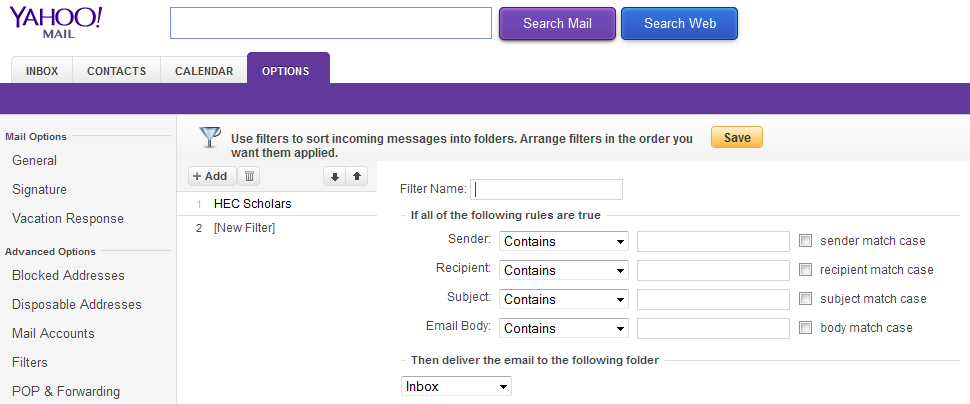 YAHOO!
MAIL
Search Mail
Search Web
INBOX
CONTACTS
CALENDAR
OPTIONS
Mail Options
General
Signature
Vacation Response
Advanced Options
Blocked Addresses
Disposable Addresses
Mail Accounts
Filters
POP & Forwarding
Use filters to sort incoming messages into folders. Arrange filters in the order you
want them applied.
Save
+ Add
1 HEC Scholars
2 [New Filter]
Filter Name:
If all of the following rules are true
Sender: Contains sender match case
Recipient: Contains recipient match case
Subject: Contains subject match case
Email Body: Contains body match case
Then deliver the email to the following folder
Inbox